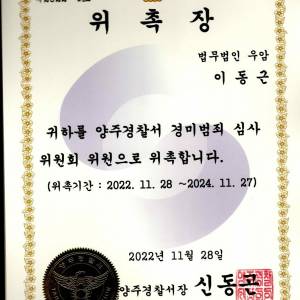 위 촉 장
법무법인 우암
이 동 근
귀하를 양주경찰서 경미범죄 심사
위원회 위원으로 위촉합니다.
(위촉기간 : 2022. 11. 28 ~2024. 11. 27)
2022년 11월 28일
양주경찰서장 신동곤